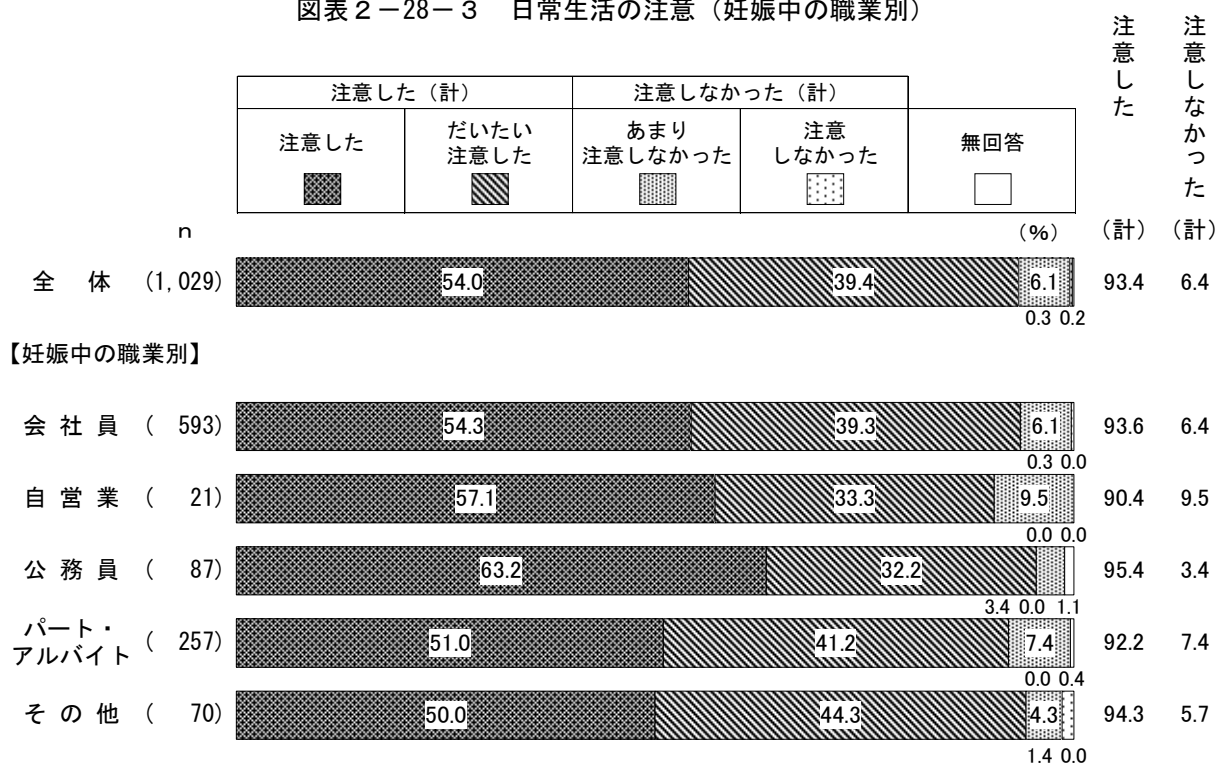 図表２－28－３　日常生活の注意（妊娠中の職業別）
注意した（計）　注意しなかった（計）
注意した　だいたい注意した　あまり注意しなかった　注意しなかった　無回答
注意した（計）　注意しなかった（計）
ｎ　（％）
全体 (1,029) 54.0 39.4 6.1 93.4 6.4
0.3 0.2
【妊娠中の職業別】
会社員 ( 593) 54.3 39.3 6.1 93.6 6.4
0.3 0.0
自営業 ( 21) 57.1 33.3 9.5 90.4 9.5
0.0 0.0
公務員 ( 87) 63.2 32.2 95.4 3.4
3.4 0.0 1.1
パート・アルバイト ( 257) 51.0 41.2 7.4 92.2 7.4
0.0 0.4
その他 ( 70) 50.0 44.3 4.3 94.3 5.7
1.4 0.0